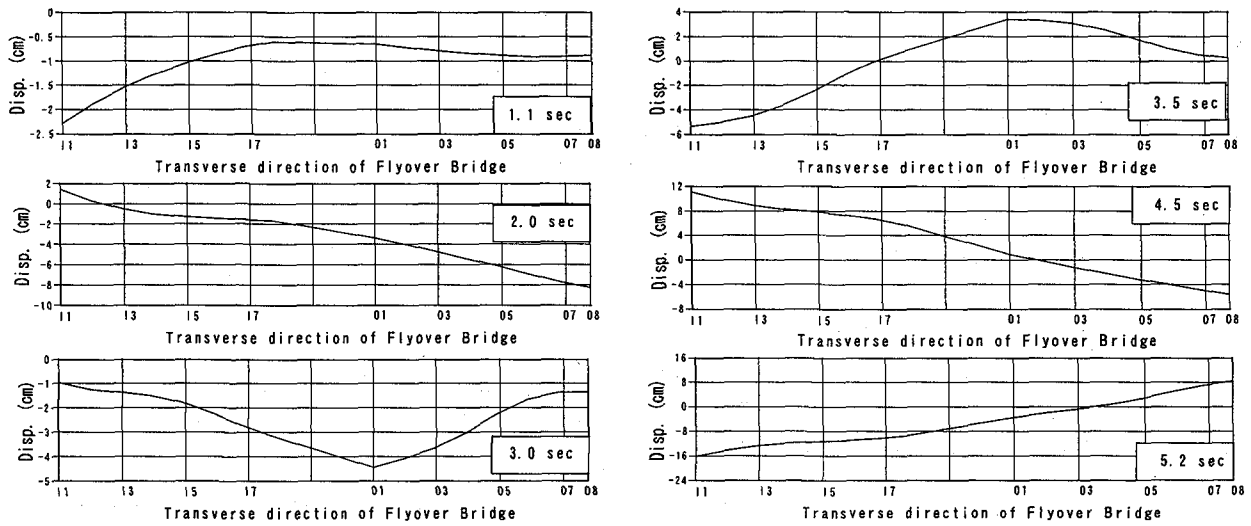 0
-0.5
-1
-1.5
-2
-2.5
Disp. (cm)
1.1 sec
11 13 15 17 01 03 05 07 08
Transverse direction of Flyover Bridge
2
0
-2
-4
-6
-8
-10
Disp. (cm)
2.0 sec
11 13 15 17 01 03 05 07 08
Transverse direction of Flyover Bridge
0
-1
-2
-3
-4
-5
Disp. (cm)
3.0 sec
11 13 15 17 01 03 05 07 08
Transverse direction of Flyover Bridge
4
2
0
-2
-4
-6
Disp. (cm)
3.5 sec
11 13 15 17 01 03 05 07 08
Transverse direction of Flyover Bridge
12
8
4
0
-4
-8
Disp. (cm)
4.5 sec
11 13 15 17 01 03 05 07 08
Transverse direction of Flyover Bridge
16
8
0
-8
-16
-24
Disp. (cm)
5.2 sec
11 13 15 17 01 03 05 07 08
Transverse direction of Flyover Bridge